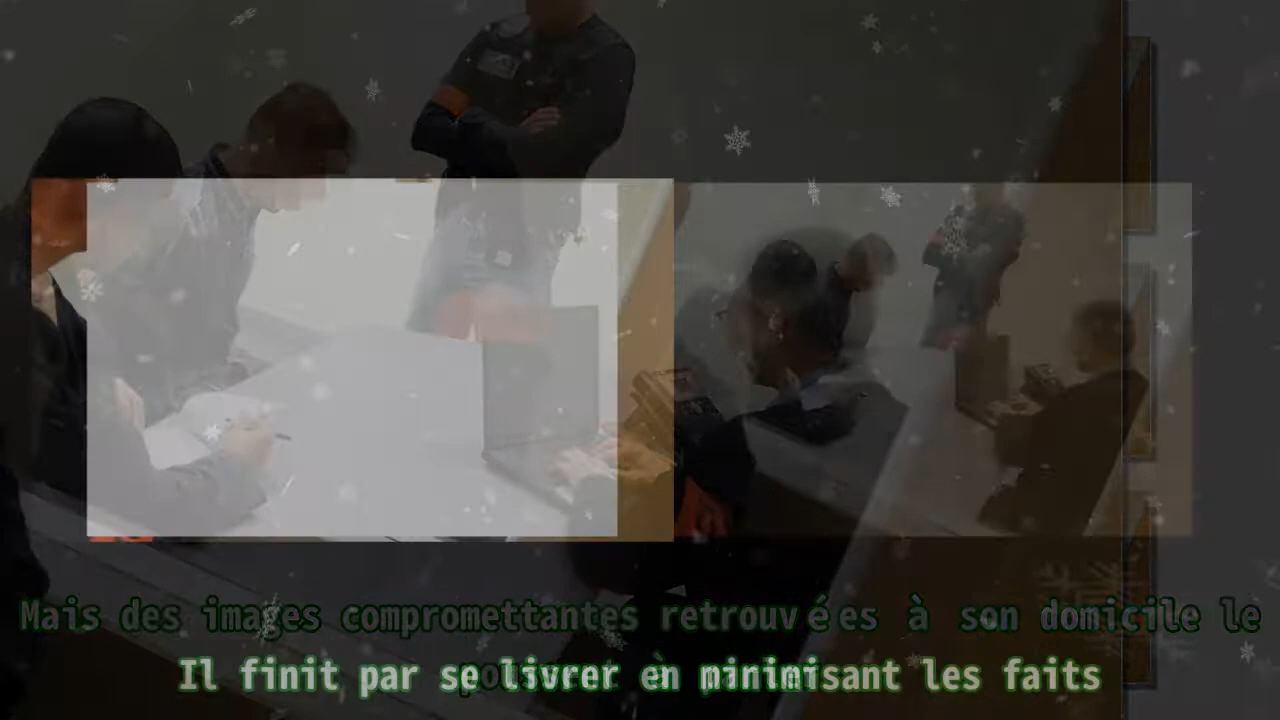 Mais des images compromettantes retrouvées à son domicile le
Il finit par se livrer en minimisant les faits